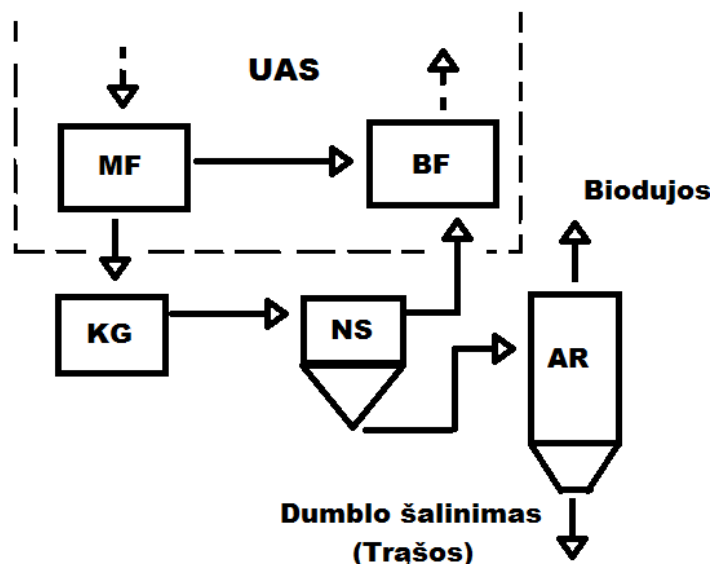 UAS
MF
BF
Biodujos
KG
NS
AR
Dumblo šalinimas
(Trąšos)